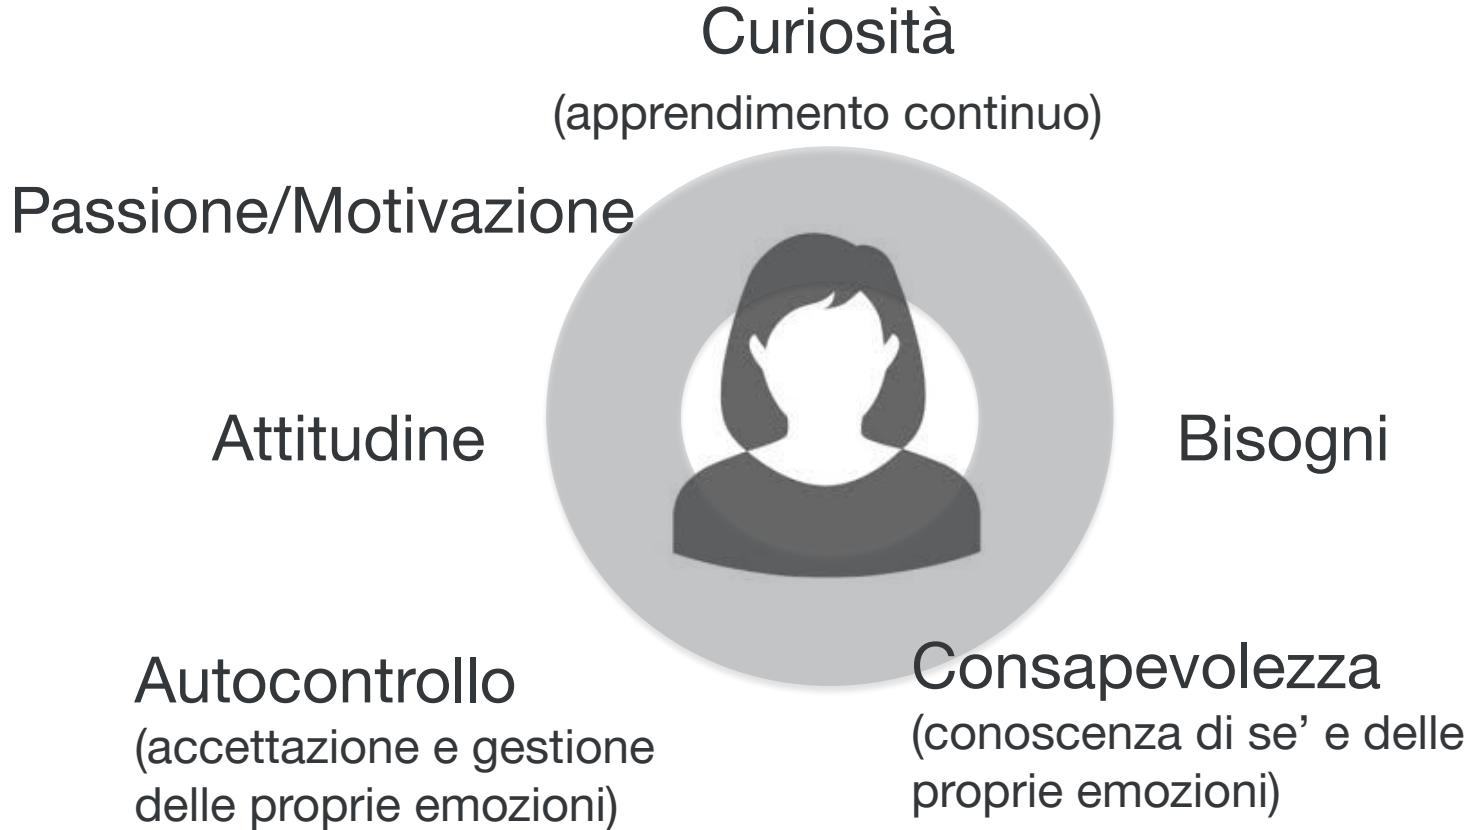 Curiosità
(apprendimento continuo)
Passione/Motivazione
Attitudine
Bisogni
Autocontrollo
(accettazione e gestione
delle proprie emozioni)
Consapevolezza
(conoscenza di se’ e delle
proprie emozioni)